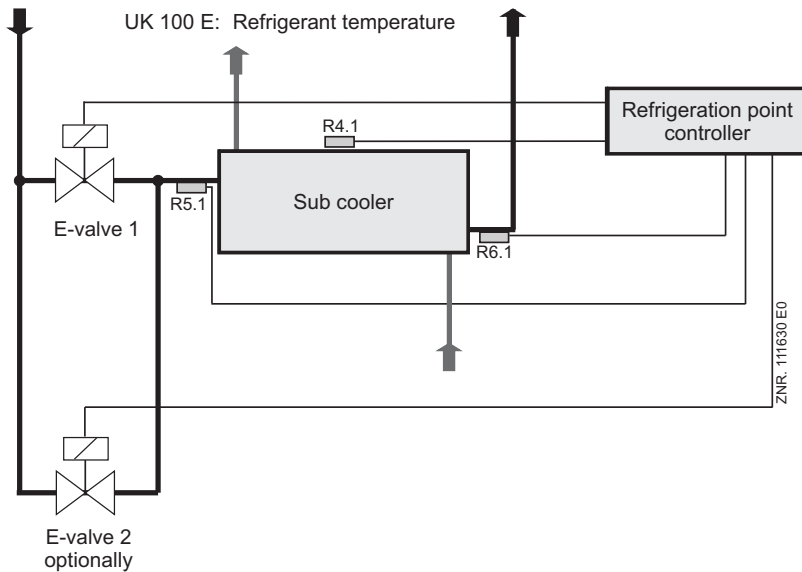 UK 100 E: Refrigerant temperature
Refrigeration point
controller
R4.1
R5.1
Sub cooler
E-valve 1
R6.1
ZNR. 111630 E0
E-valve 2
optionally